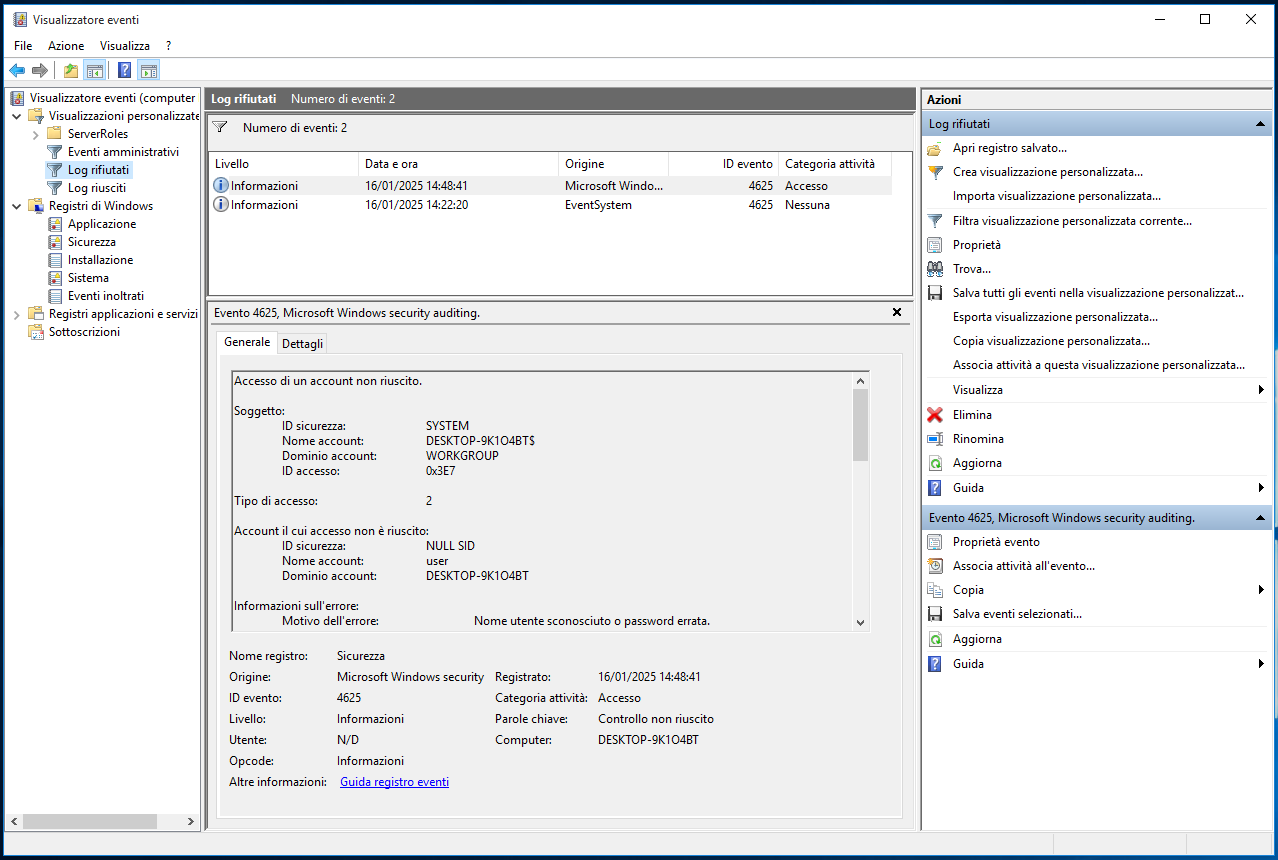 Visualizzatore eventi
File Azione Visualizza ?
Visualizzatore eventi (computer
Visualizzazioni personalizzate
ServerRoles
Eventi amministrativi
Log rifiutati
Log riusciti
Registri di Windows
Applicazione
Sicurezza
Installazione
Sistema
Eventi inoltrati
Registri applicazioni e servizi
Sottoscrizioni
Log rifiutati Numero di eventi: 2
Numero di eventi: 2
Livello Data e ora Origine ID evento Categoria attività
Informazioni 16/01/2025 14:48:41 Microsoft Windo... 4625 Accesso
Informazioni 16/01/2025 14:22:20 EventSystem 4625 Nessuna
Evento 4625, Microsoft Windows security auditing.
Generale Dettagli
Accesso di un account non riuscito.
Soggetto:
ID sicurezza: SYSTEM
Nome account: DESKTOP-9K1O4BT$
Dominio account: WORKGROUP
ID accesso: 0x3E7
Tipo di accesso: 2
Account il cui accesso non è riuscito:
ID sicurezza: NULL SID
Nome account: user
Dominio account: DESKTOP-9K1O4BT
Informazioni sull'errore:
Motivo dell'errore: Nome utente sconosciuto o password errata.
Nome registro: Sicurezza
Origine: Microsoft Windows security Registrato: 16/01/2025 14:48:41
ID evento: 4625 Categoria attività: Accesso
Livello: Informazioni Parole chiave: Controllo non riuscito
Utente: N/D Computer: DESKTOP-9K1O4BT
Opcode: Informazioni
Altre informazioni: Guida registro eventi
Azioni
Log rifiutati
Apri registro salvato...
Crea visualizzazione personalizzata...
Importa visualizzazione personalizzata...
Filtra visualizzazione personalizzata corrente...
Proprietà
Trova...
Salva tutti gli eventi nella visualizzazione personalizzat...
Esporta visualizzazione personalizzata...
Copia visualizzazione personalizzata...
Associa attività a questa visualizzazione personalizzata...
Visualizza
Elimina
Rinomina
Aggiorna
Guida
Evento 4625, Microsoft Windows security auditing.
Proprietà evento
Associa attività all'evento...
Copia
Salva eventi selezionati...
Aggiorna
Guida